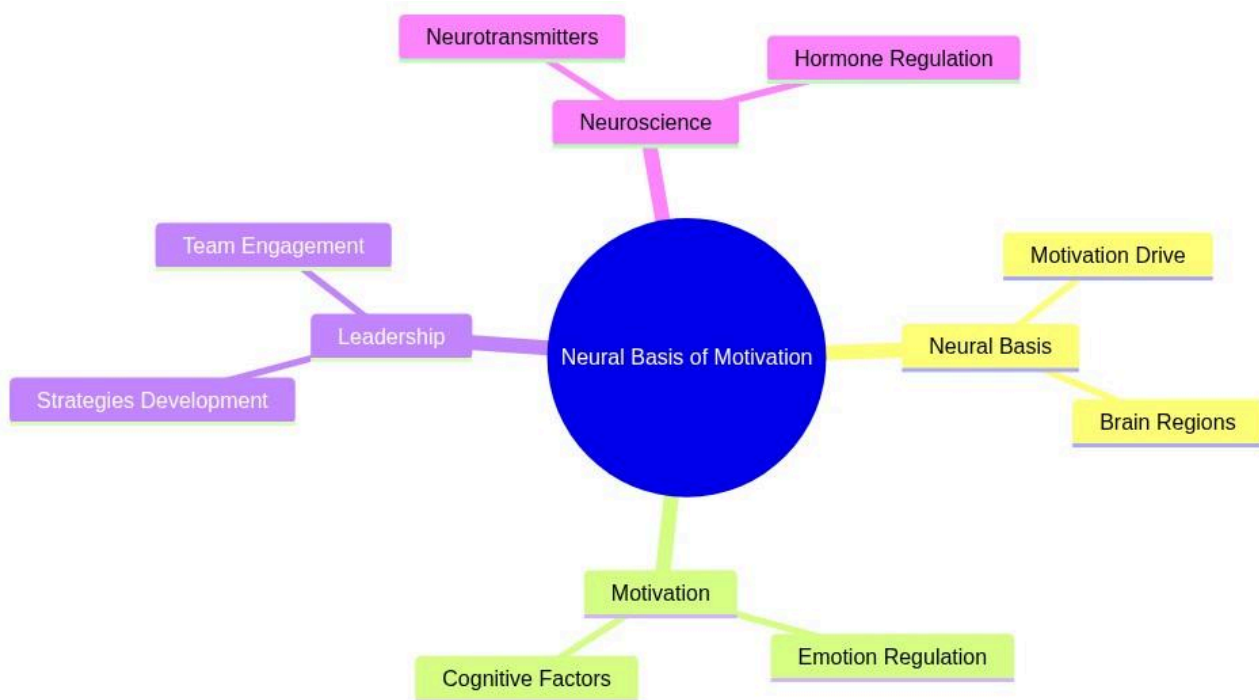 Neurotransmitters
Hormone Regulation
Neuroscience
Team Engagement
Motivation Drive
Leadership
Neural Basis of Motivation
Neural Basis
Strategies Development
Brain Regions
Motivation
Emotion Regulation
Cognitive Factors